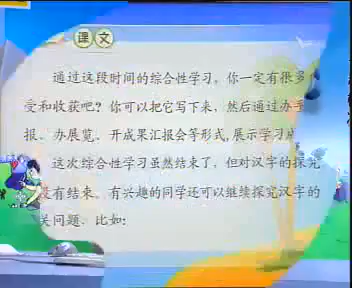 课文
通过这段时间的综合性学习，你一定有很多
受和收获吧？你可以把它写下来，然后通过办手
报、办展览、开成果汇报会等形式，展示学习成
这次综合性学习虽然结束了，但对汉字的探究
没有结束。有兴趣的同学还可以继续探究汉字的
关问题。比如：